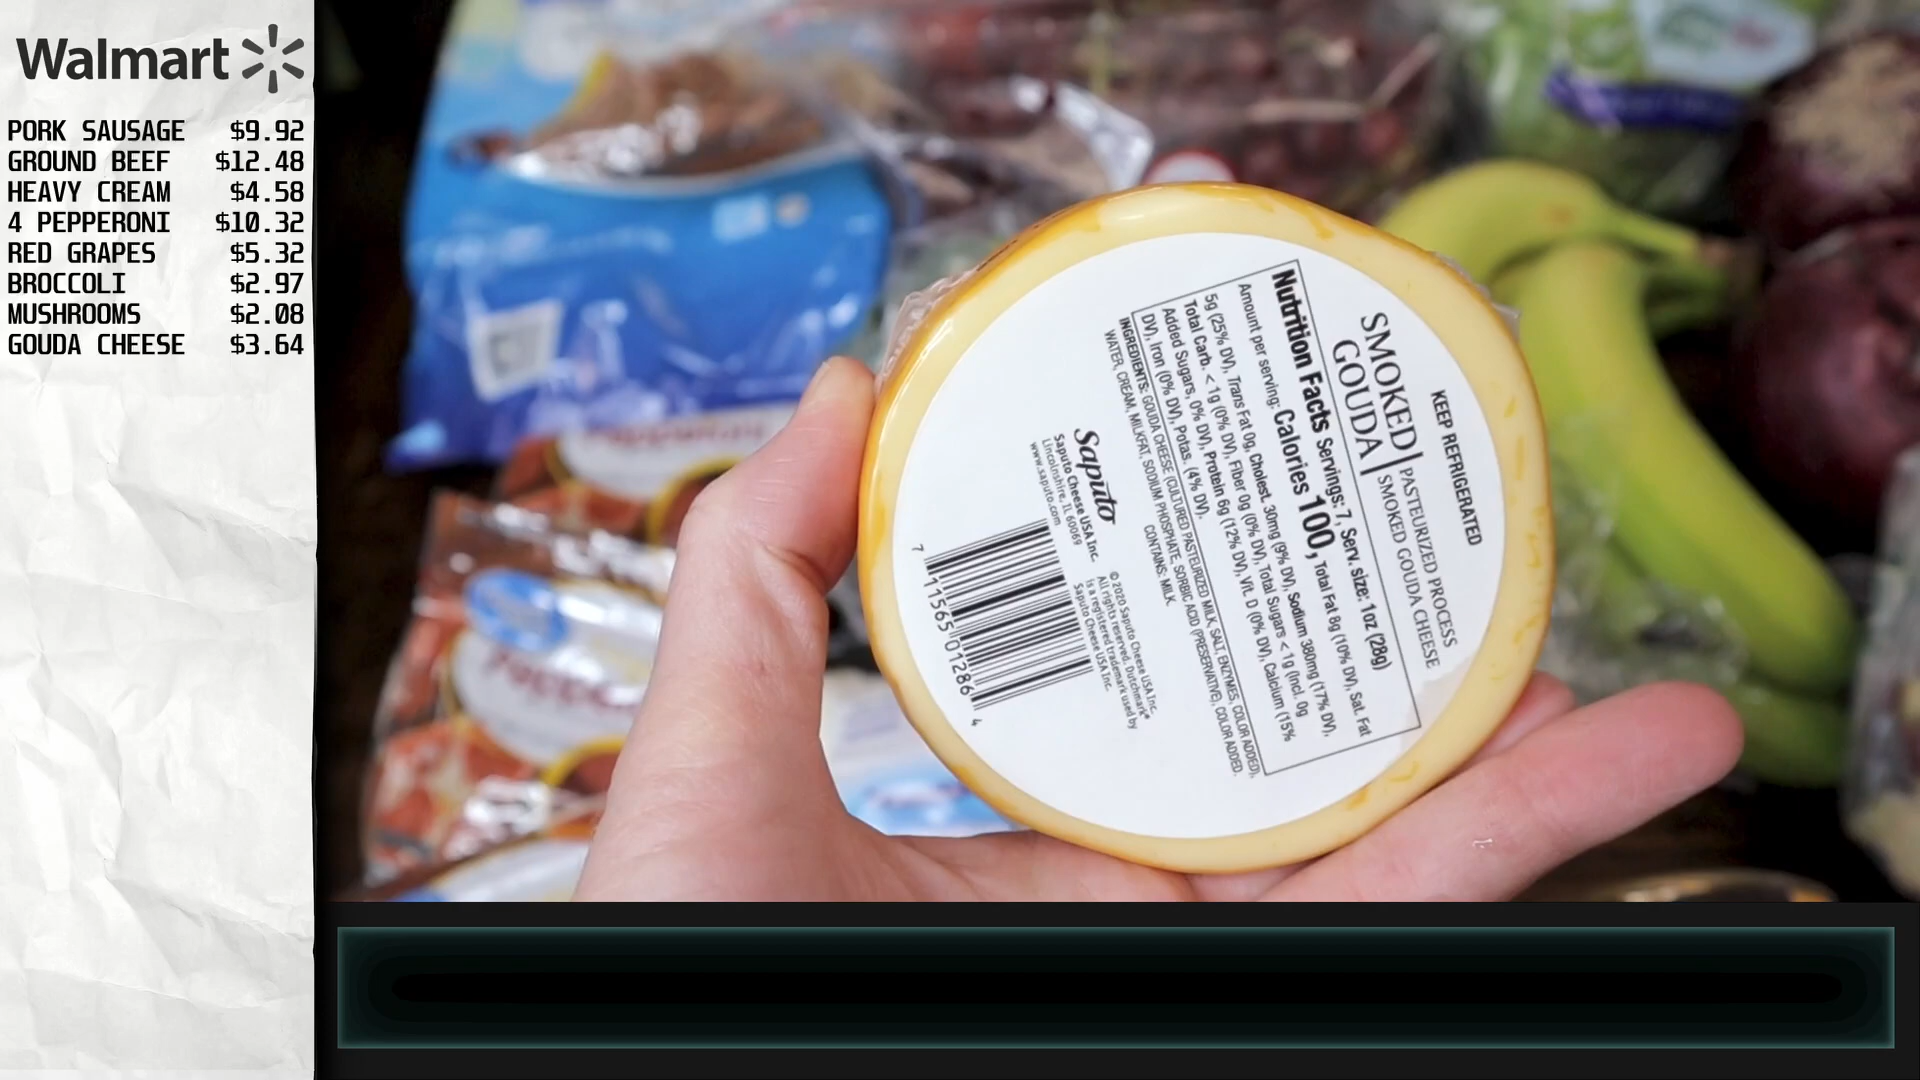 Walmart
PORK SAUSAGE $9.92
GROUND BEEF $12.48
HEAVY CREAM $4.58
4 PEPPERONI $10.32
RED GRAPES $5.32
BROCCOLI $2.97
MUSHROOMS $2.08
GOUDA CHEESE $3.64
KEEP REFRIGERATED
SMOKED GOUDA
PASTEURIZED PROCESS
SMOKED GOUDA CHEESE
Nutrition Facts Servings: 7, Serv. size: 1 oz (28g)
Amount per serving: Calories 100, Total Fat 8g (10% DV), Sat. Fat
5g (25% DV), Trans Fat 0g, Cholest. 30mg (9% DV), Sodium 380mg (17% DV),
Total Carb. < 1g (0% DV), Fiber 0g (0% DV), Total Sugars < 1g (Incl. 0g
Added Sugars, 0% DV), Protein 6g (12% DV), Vit. D (0% DV), Calcium (15%
DV), Iron (0% DV), Potas. (4% DV).
INGREDIENTS: GOUDA CHEESE (CULTURED PASTEURIZED MILK, SALT, ENZYMES, COLOR ADDED),
WATER, CREAM, MILKFAT, SODIUM PHOSPHATE, SORBIC ACID (PRESERVATIVE), COLOR ADDED.
CONTAINS: MILK.
Saputo
Saputo Cheese USA Inc.
Lincolnshire, IL 60069
www.saputo.com
©2020 Saputo Cheese USA Inc.
All rights reserved. Dutchmark®
is a registered trademark used by
Saputo Cheese USA Inc.
7 11565 01286 4